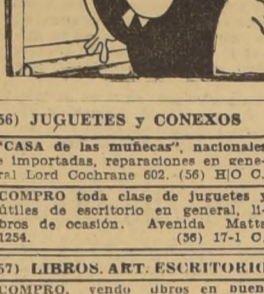 56) JUGUETES y CONEXOS
"CASA de las muñecas", nacionales
e importadas, reparaciones en gene-
ral Lord Cochrane 602. (56) H|O C.
COMPRO toda clase de juguetes y
útiles de escritorio en general, li-
bros de ocasión. Avenida Matta
1254. (56) 17-1 C.
57) LIBROS. ART. ESCRITORIO
COMPRO, vendo libros en buen